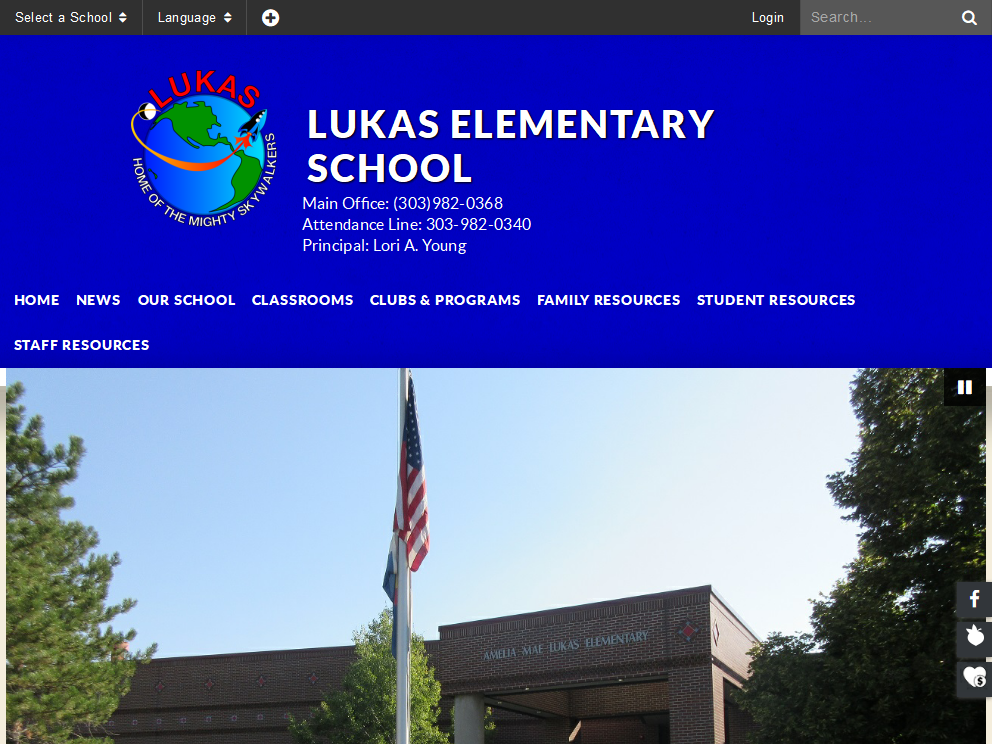 Select a School
Language
Login
Search...
LUKAS
HOME OF THE MIGHTY SKYWALKERS
LUKAS ELEMENTARY
SCHOOL
Main Office: (303)982-0368
Attendance Line: 303-982-0340
Principal: Lori A. Young
HOME NEWS OUR SCHOOL CLASSROOMS CLUBS & PROGRAMS FAMILY RESOURCES STUDENT RESOURCES
STAFF RESOURCES
AMELIA MAE LUKAS ELEMENTARY
f
$